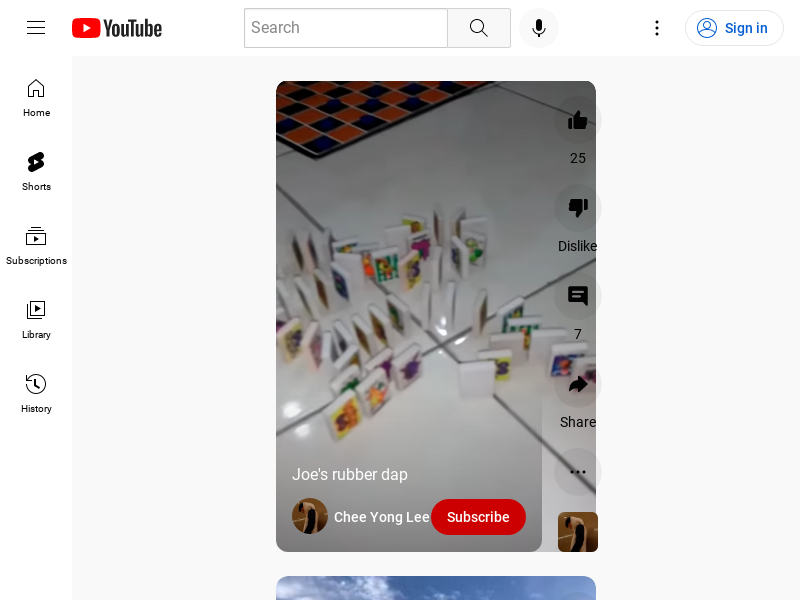 YouTube
Search
Sign in
Home
Shorts
Subscriptions
Library
History
25
Dislike
7
Share
Joe's rubber dap
Chee Yong Lee
Subscribe